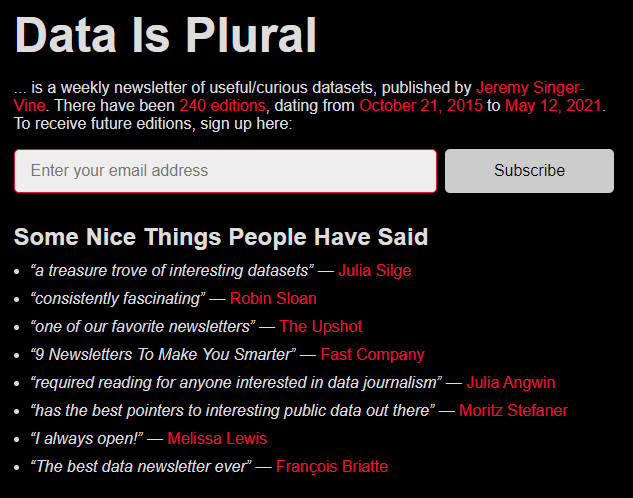 Data Is Plural
... is a weekly newsletter of useful/curious datasets, published by Jeremy Singer-
Vine. There have been 240 editions, dating from October 21, 2015 to May 12, 2021.
To receive future editions, sign up here:
Enter your email address
Subscribe
Some Nice Things People Have Said
• “a treasure trove of interesting datasets” — Julia Silge
• “consistently fascinating” — Robin Sloan
• “one of our favorite newsletters” — The Upshot
• “9 Newsletters To Make You Smarter” — Fast Company
• “required reading for anyone interested in data journalism” — Julia Angwin
• “has the best pointers to interesting public data out there” — Moritz Stefaner
• “I always open!” — Melissa Lewis
• “The best data newsletter ever” — François Briatte